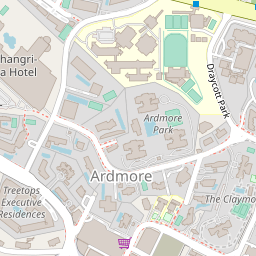 hangri-
a Hotel
Draycott Park
Ardmore
Park
Ardmore
Treetops
Executive
Residences
The Claymo